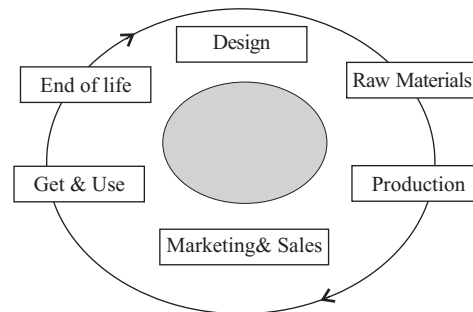 Design
End of life
Raw Materials
Get & Use
Production
Marketing& Sales